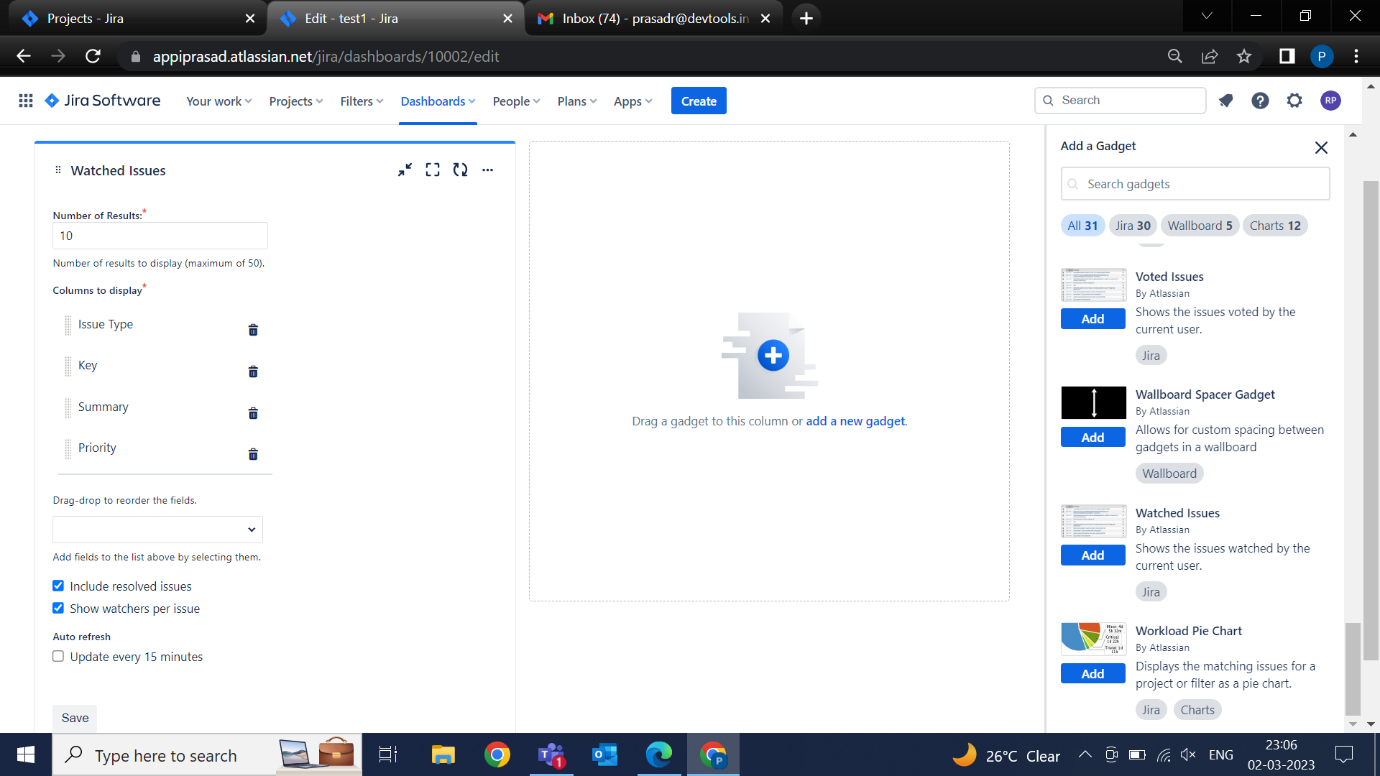 Projects - Jira
Edit - test1 - Jira
Inbox (74) - prasadr@devtools.in
appiprasad.atlassian.net/jira/dashboards/10002/edit
P
Jira Software
Your work
Projects
Filters
Dashboards
People
Plans
Apps
Create
Search
RP
Watched Issues
Number of Results:*
10
Number of results to display (maximum of 50).
Columns to display*
Issue Type
Key
Summary
Priority
Drag-drop to reorder the fields.
Add fields to the list above by selecting them.
Include resolved issues
Show watchers per issue
Auto refresh
Update every 15 minutes
Save
Drag a gadget to this column or add a new gadget.
Add a Gadget
Search gadgets
All 31
Jira 30
Wallboard 5
Charts 12
Voted Issues
By Atlassian
Add
Shows the issues voted by the
current user.
Jira
Wallboard Spacer Gadget
By Atlassian
Add
Allows for custom spacing between
gadgets in a wallboard
Wallboard
Watched Issues
By Atlassian
Add
Shows the issues watched by the
current user.
Jira
Workload Pie Chart
By Atlassian
Add
Displays the matching issues for a
project or filter as a pie chart.
Jira
Charts
Type here to search
1
P
26°C Clear
ENG
23:06
02-03-2023